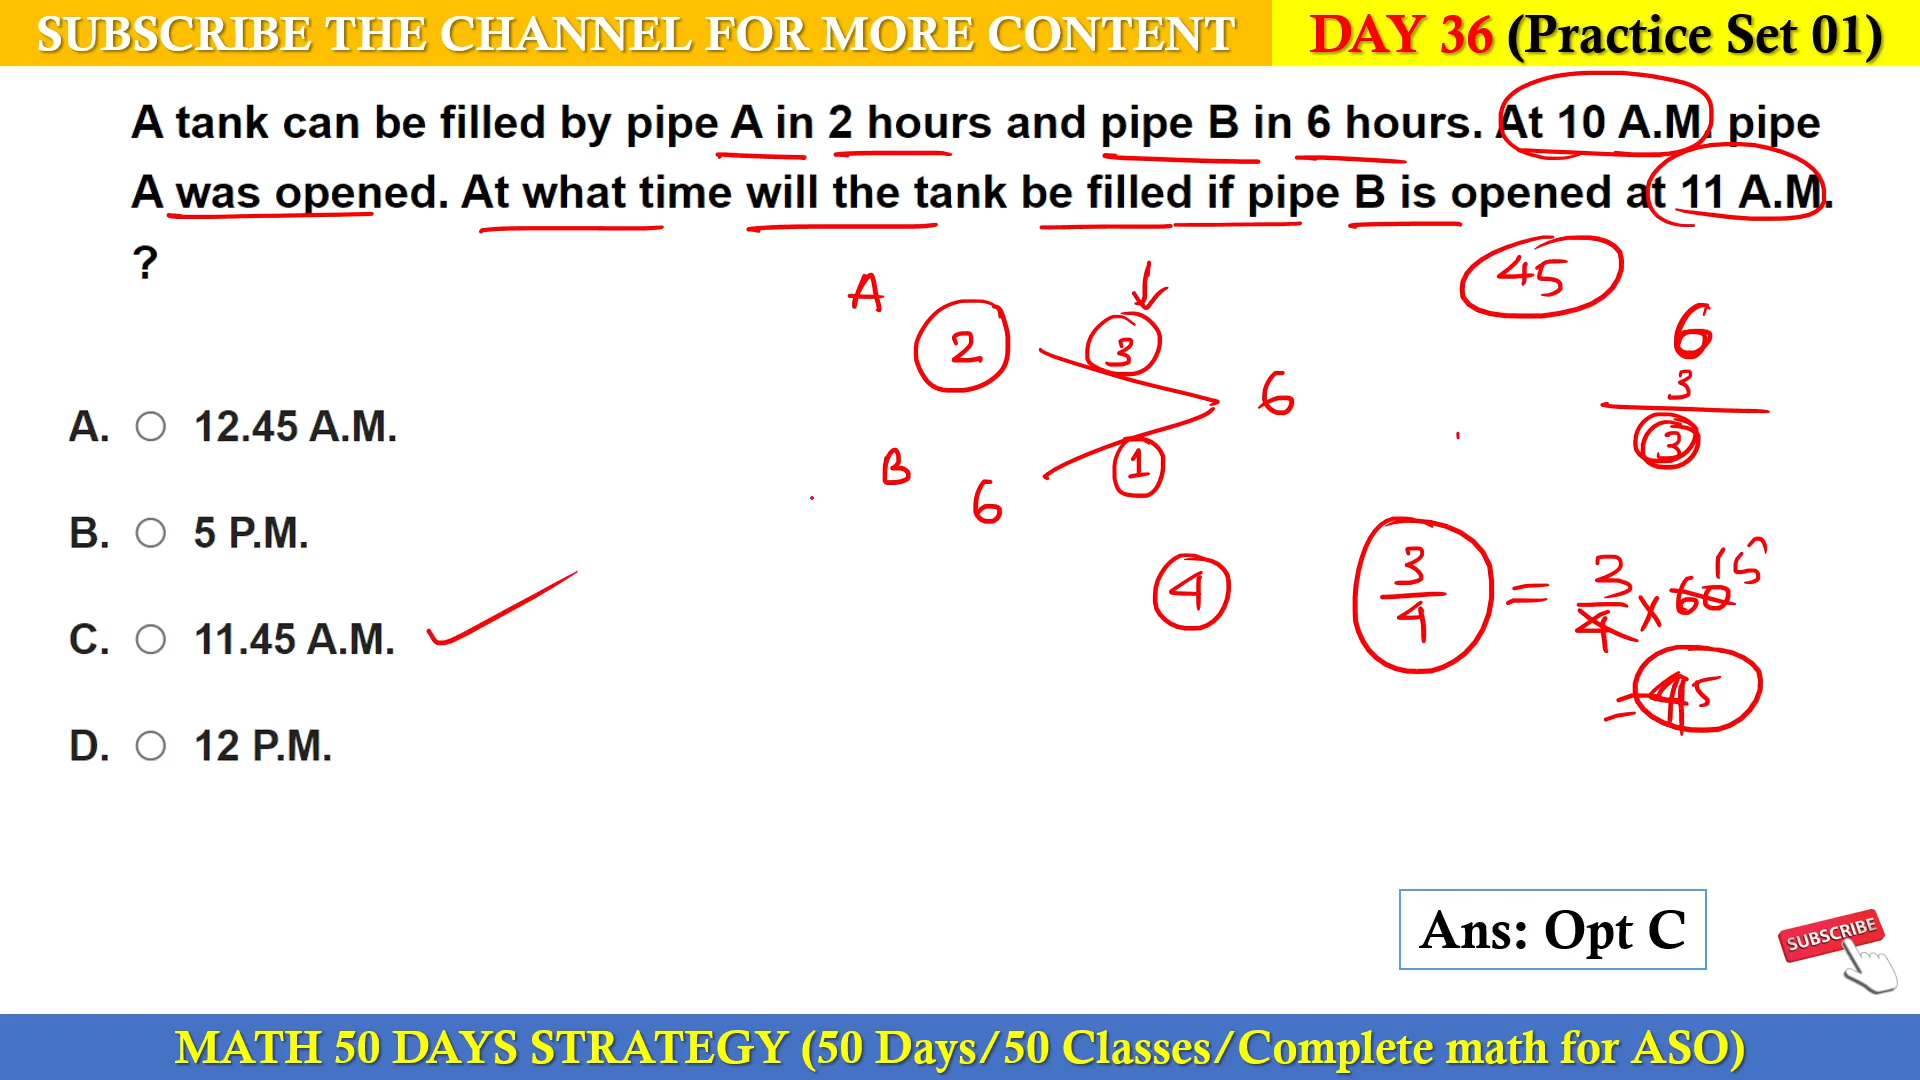 SUBSCRIBE THE CHANNEL FOR MORE CONTENT
DAY 36 (Practice Set 01)
A tank can be filled by pipe A in 2 hours and pipe B in 6 hours. At 10 A.M. pipe
A was opened. At what time will the tank be filled if pipe B is opened at 11 A.M.
?
45
A
2
3
6
B
6
1
6
3
3
4
3
4
= 3/4 × 60 15
= 45
A. 12.45 A.M.
B. 5 P.M.
C. 11.45 A.M.
D. 12 P.M.
Ans: Opt C
SUBSCRIBE
MATH 50 DAYS STRATEGY (50 Days/50 Classes/Complete math for ASO)